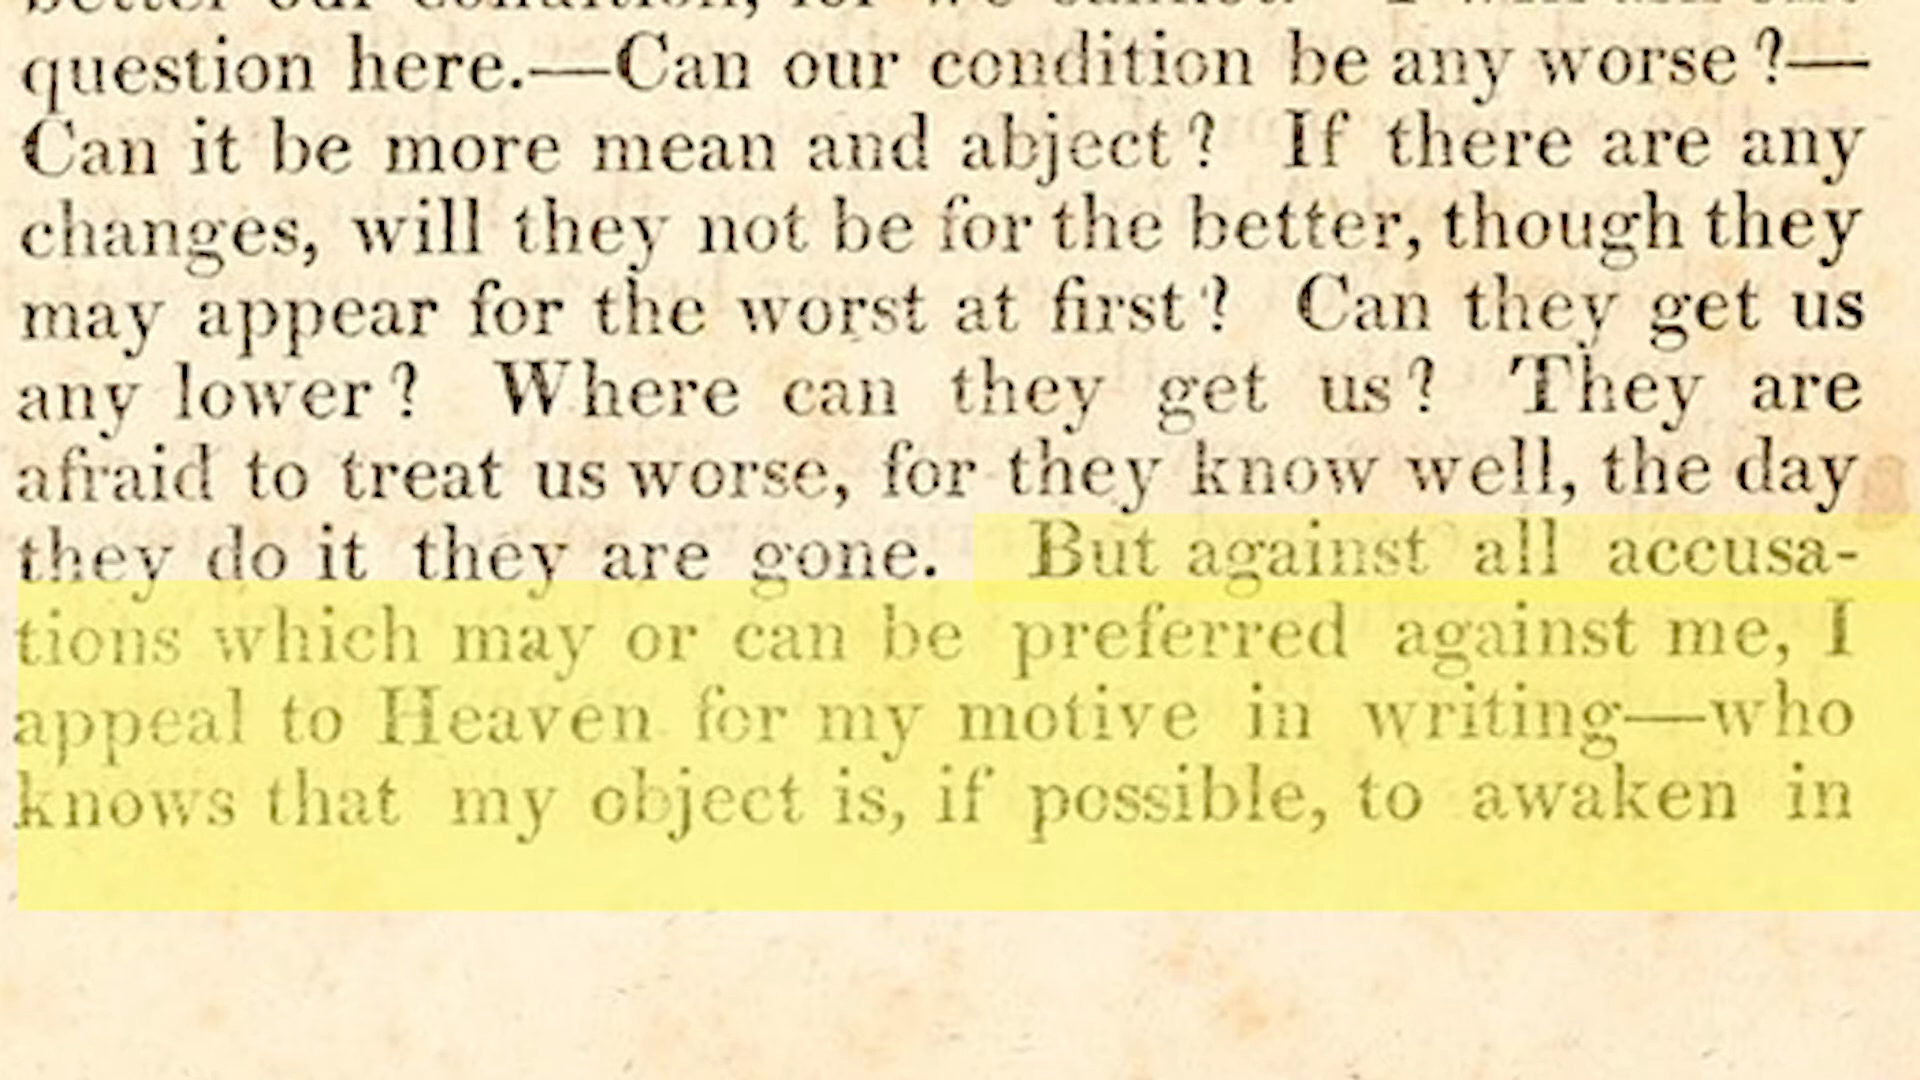 question here.—Can our condition be any worse?—
Can it be more mean and abject? If there are any
changes, will they not be for the better, though they
may appear for the worst at first? Can they get us
any lower? Where can they get us? They are
afraid to treat us worse, for they know well, the day
they do it they are gone. But against all accusa-
tions which may or can be preferred against me, I
appeal to Heaven for my motive in writing—who
knows that my object is, if possible, to awaken in